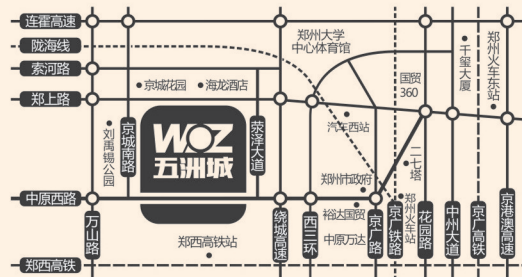 连霍高速
陇海线
索河路
郑上路
中原西路
郑西高铁
郑州大学
中心体育馆
京城花园
海龙酒店
国贸
360
千玺大厦
郑州火车东站
刘禹锡公园
京城南路
WOZ
五洲城
荥泽大道
汽车西站
二七塔
郑州市政府
裕达国贸
中原万达
郑州火车站
郑西高铁站
万山路
绕城高速
西三环
京广路
京广铁路
花园路
中州大道
京广高铁
京港澳高速